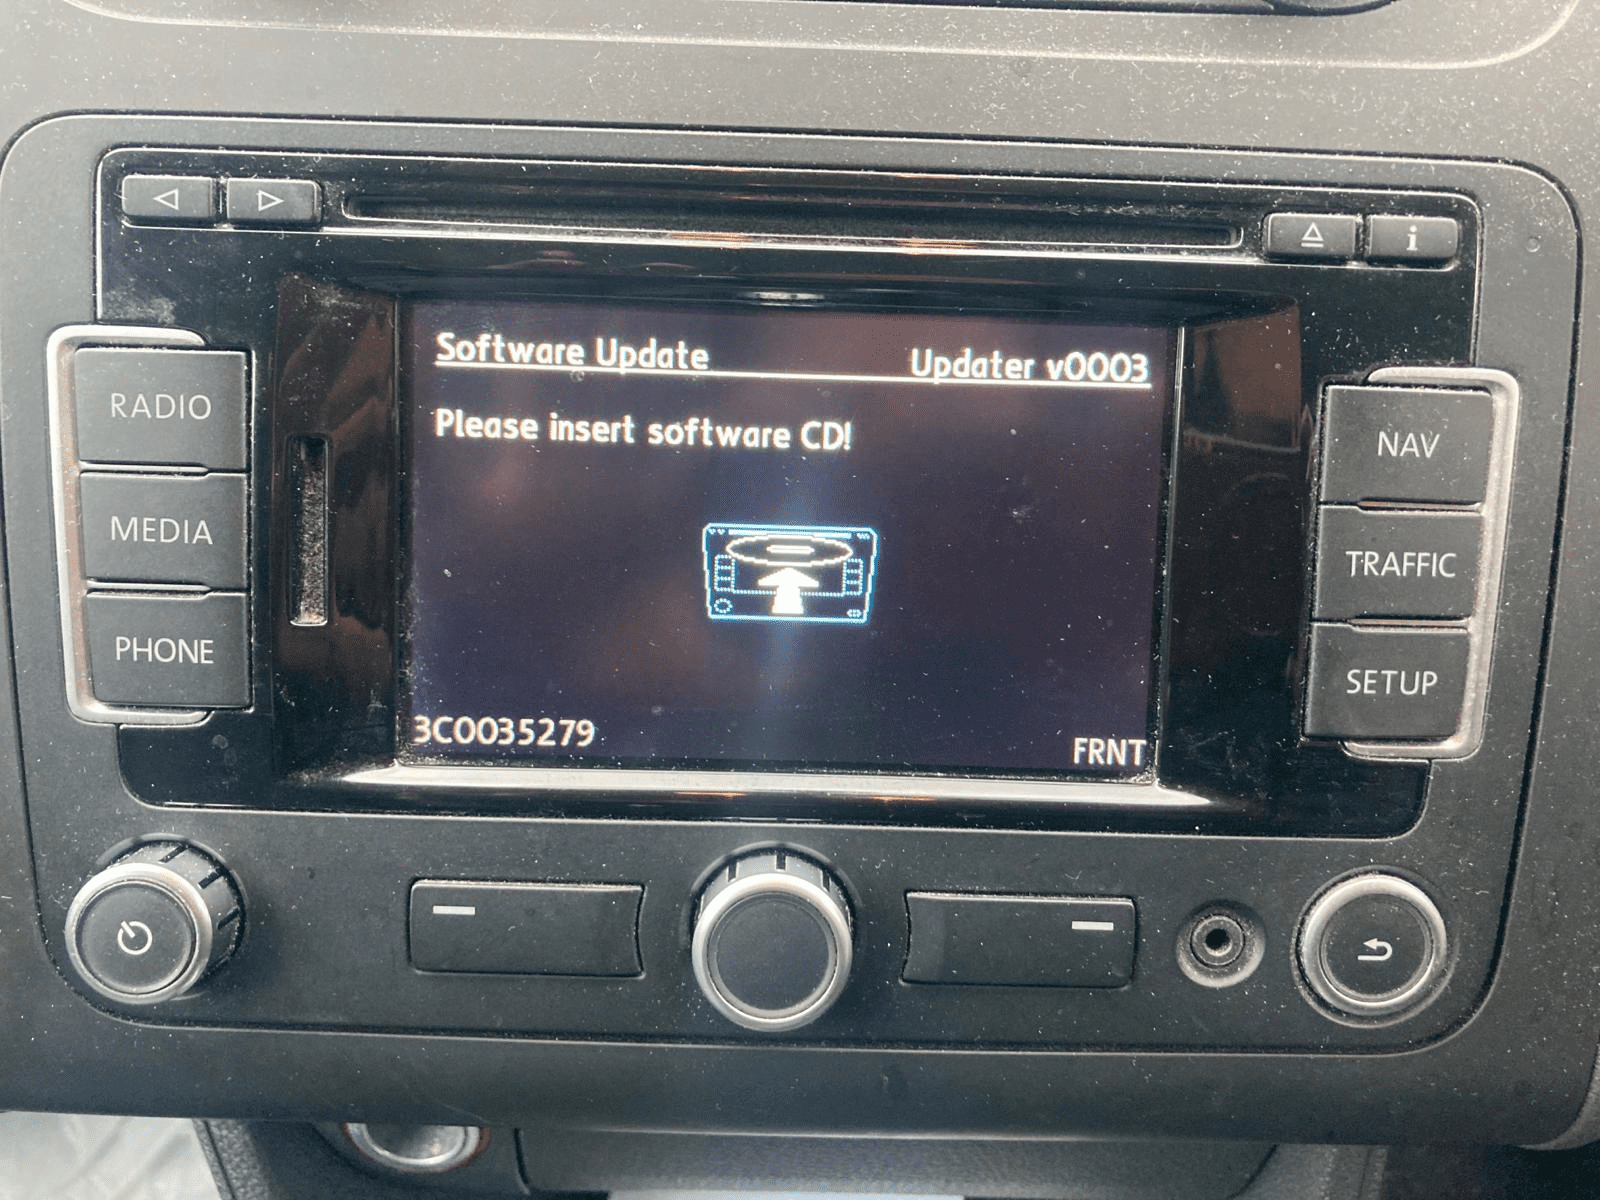 i
Software Update Updater v0003
RADIO
Please insert software CD!
NAV
MEDIA
TRAFFIC
PHONE
SETUP
3C0035279
FRNT